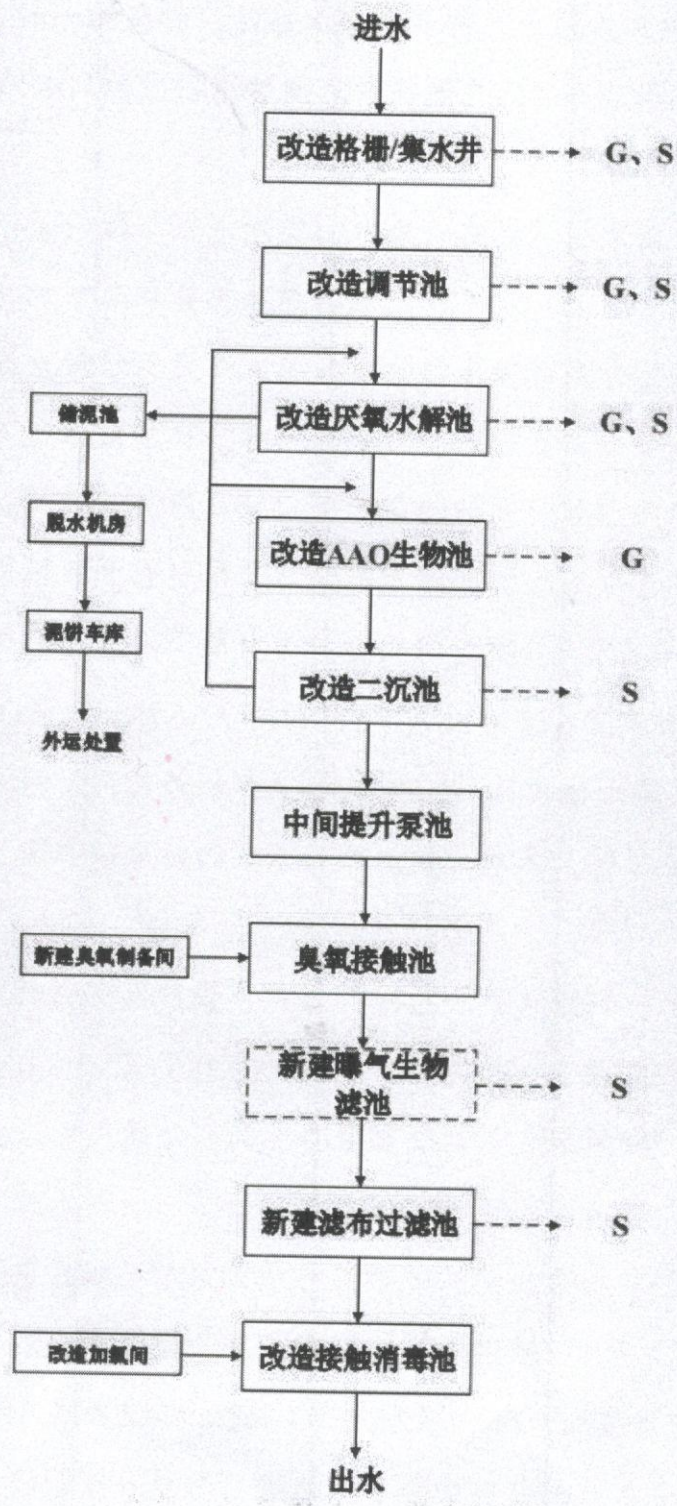 进水
改造格栅/集水井
G、S
改造调节池
G、S
储泥池
改造厌氧水解池
G、S
脱水机房
改造AAO生物池
G
泥饼车库
改造二沉池
S
外运处置
中间提升泵池
新建臭氧制备间
臭氧接触池
新建曝气生物
滤池
S
新建滤布过滤池
S
改造加氯间
改造接触消毒池
出水